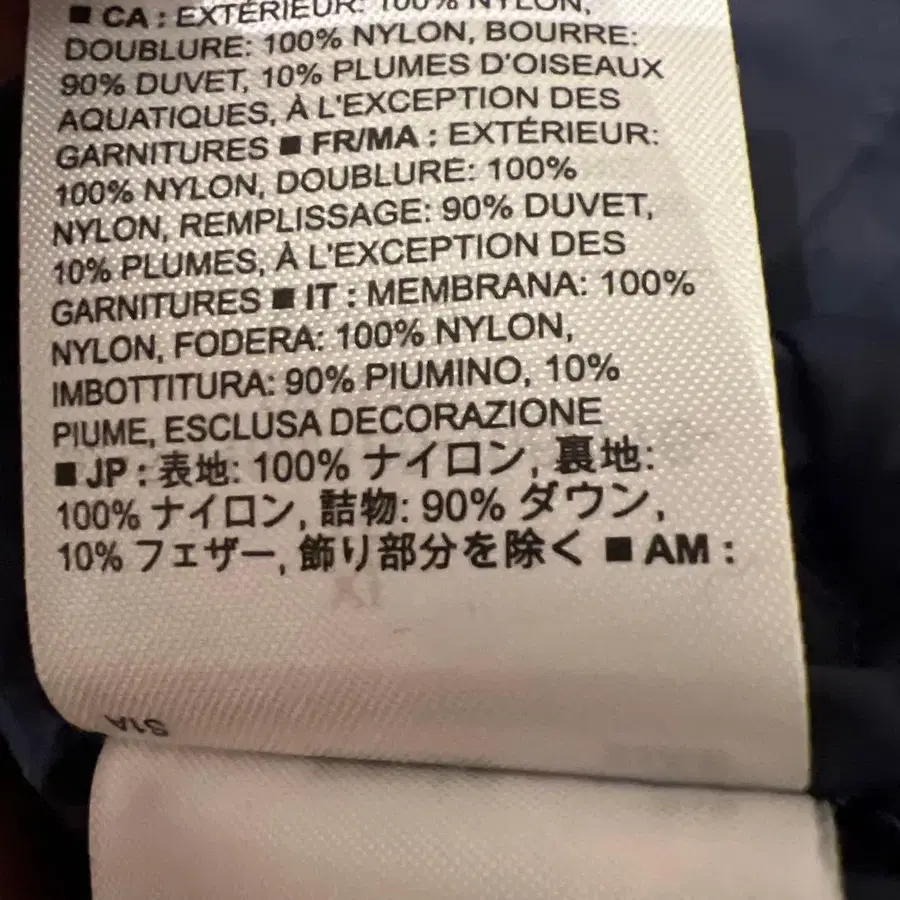 ■ CA : EXTÉRIEUR: 100% NYLON,
DOUBLURE: 100% NYLON, BOURRE:
90% DUVET, 10% PLUMES D'OISEAUX
AQUATIQUES, À L'EXCEPTION DES
GARNITURES ■ FR/MA : EXTÉRIEUR:
100% NYLON, DOUBLURE: 100%
NYLON, REMPLISSAGE: 90% DUVET,
10% PLUMES, À L'EXCEPTION DES
GARNITURES ■ IT : MEMBRANA: 100%
NYLON, FODERA: 100% NYLON,
IMBOTTITURA: 90% PIUMINO, 10%
PIUME, ESCLUSA DECORAZIONE
■ JP : 表地: 100% ナイロン, 裏地:
100% ナイロン, 詰物: 90% ダウン,
10% フェザー, 飾り部分を除く ■ AM :